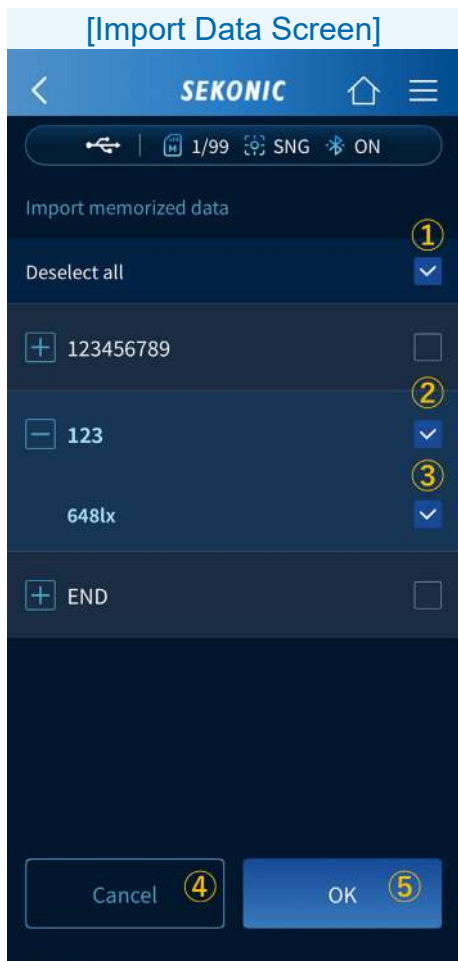 [Import Data Screen]
SEKONIC
1/99 SNG ON
Import memorized data
①
Deselect all
123456789
②
123
③
648lx
END
Cancel ④ OK ⑤